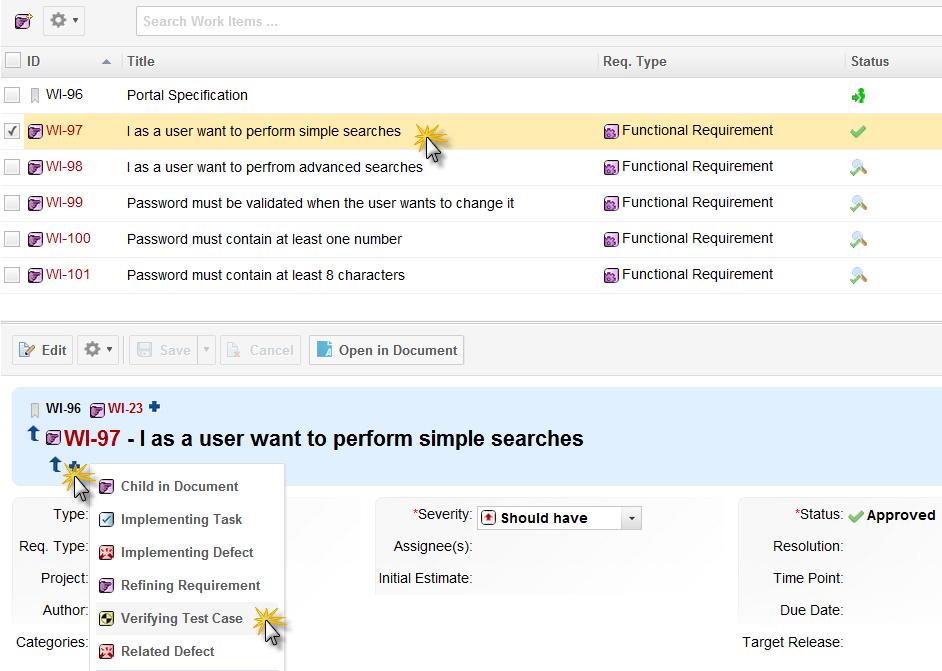 Search Work Items ...
ID Title Req. Type Status
WI-96 Portal Specification
WI-97 I as a user want to perform simple searches Functional Requirement
WI-98 I as a user want to perfrom advanced searches Functional Requirement
WI-99 Password must be validated when the user wants to change it Functional Requirement
WI-100 Password must contain at least one number Functional Requirement
WI-101 Password must contain at least 8 characters Functional Requirement
Edit Save Cancel Open in Document
WI-96 WI-23
WI-97 - I as a user want to perform simple searches
Child in Document
Implementing Task
Implementing Defect
Refining Requirement
Verifying Test Case
Related Defect
Type:
Req. Type:
Project:
Author:
Categories:
*Severity: Should have
Assignee(s):
Initial Estimate:
*Status: Approved
Resolution:
Time Point:
Due Date:
Target Release: